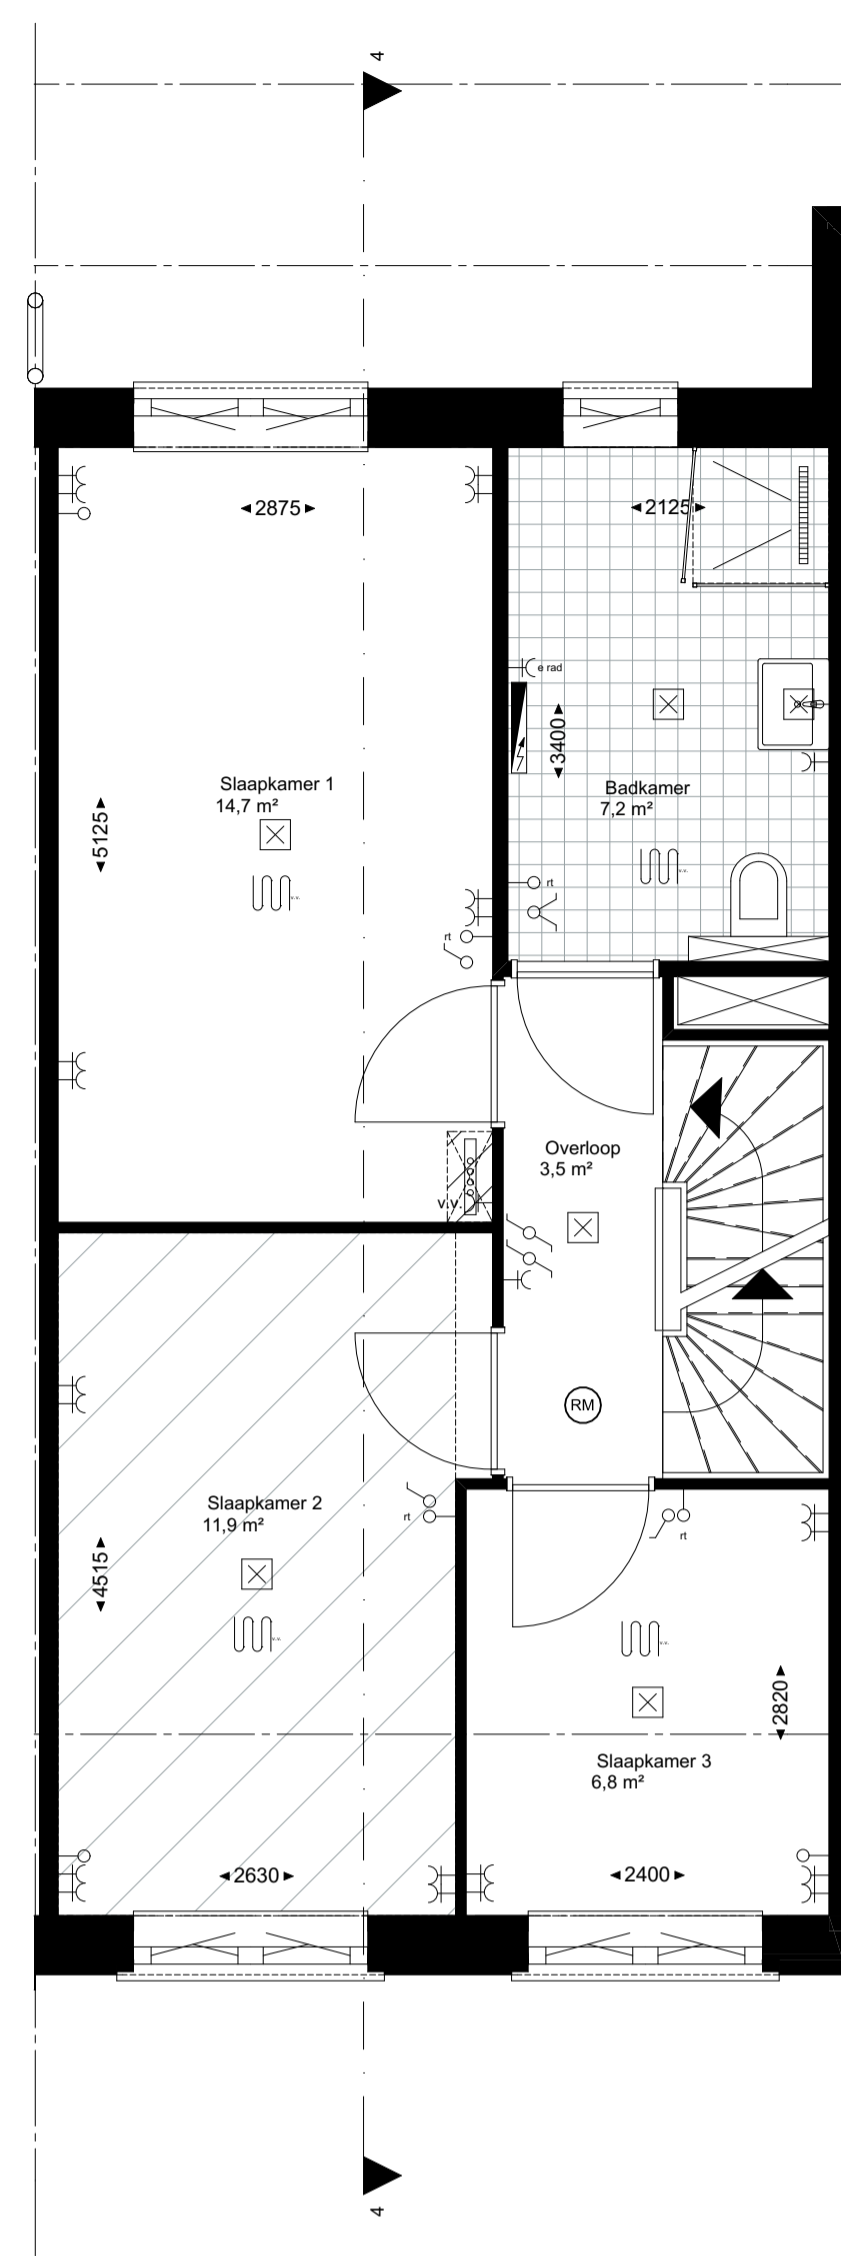 4
2875
2125
e rad
3400
Slaapkamer 1
14,7 m²
Badkamer
7,2 m²
5125
v.v.
v.v.
rt
rt
Overloop
3,5 m²
v.v.
RM
Slaapkamer 2
11,9 m²
rt
rt
4515
v.v.
v.v.
2820
Slaapkamer 3
6,8 m²
2630
2400
4